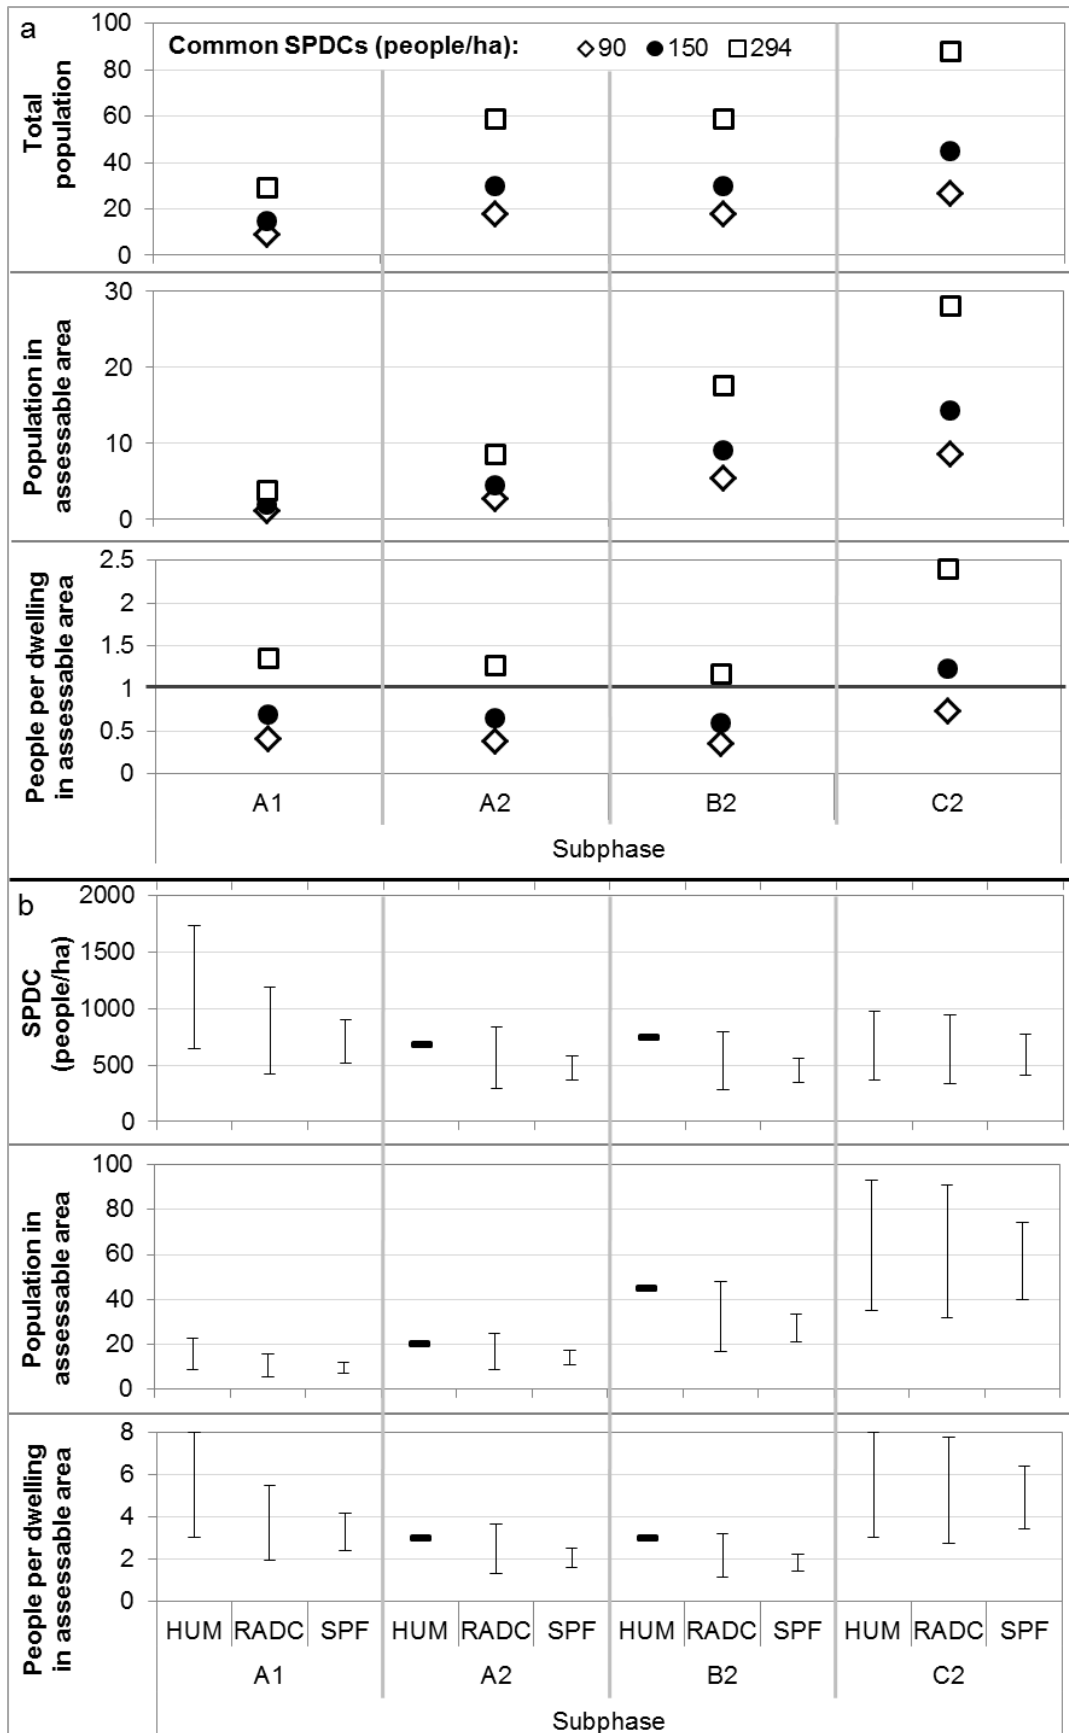 a
Common SPDCs (people/ha): 90 150 294
Total
population
100
80
60
40
20
0
Population in
assessable area
30
20
10
0
People per dwelling
in assessable area
2.5
2
1.5
1
0.5
0
A1 A2 B2 C2
Subphase
b
SPDC
(people/ha)
2000
1500
1000
500
0
Population in
assessable area
100
80
60
40
20
0
People per dwelling
in assessable area
8
6
4
2
0
HUM RADC SPF HUM RADC SPF HUM RADC SPF HUM RADC SPF
A1 A2 B2 C2
Subphase